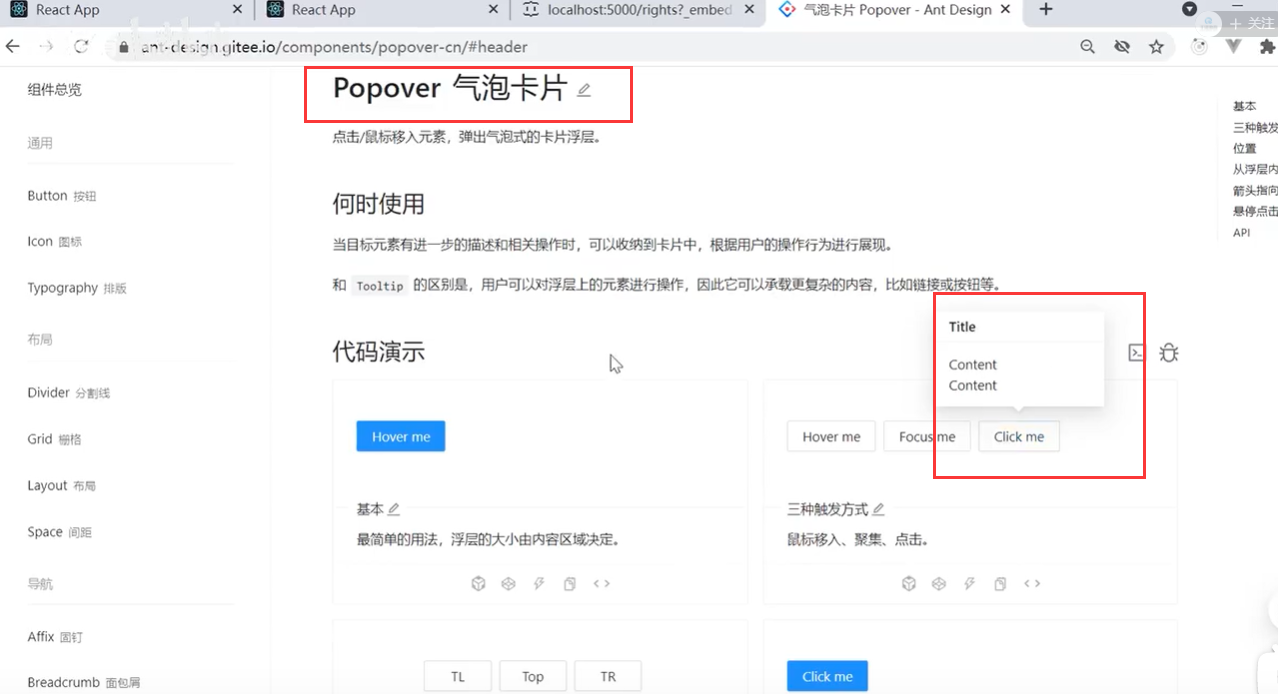 React App
React App
localhost:5000/rights?_embed
气泡卡片 Popover - Ant Design
+ 关注
ant-design.gitee.io/components/popover-cn/#header
组件总览
通用
Button 按钮
Icon 图标
Typography 排版
布局
Divider 分割线
Grid 栅格
Layout 布局
Space 间距
导航
Affix 固钉
Breadcrumb 面包屑
Popover 气泡卡片
点击/鼠标移入元素，弹出气泡式的卡片浮层。
何时使用
当目标元素有进一步的描述和相关操作时，可以收纳到卡片中，根据用户的操作行为进行展现。
和 Tooltip 的区别是，用户可以对浮层上的元素进行操作，因此它可以承载更复杂的内容，比如链接或按钮等。
代码演示
Title
Content
Content
Hover me
基本
最简单的用法，浮层的大小由内容区域决定。
Hover me
Focus me
Click me
三种触发方式
鼠标移入、聚集、点击。
TL
Top
TR
Click me
基本
三种触发
位置
从浮层内
箭头指向
悬停点击
API